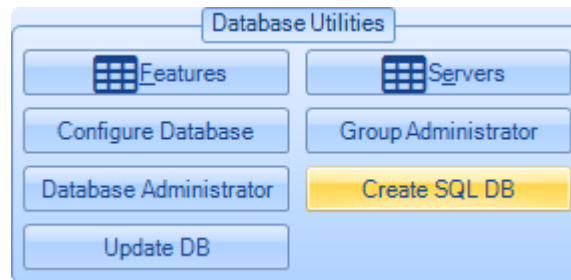 Database Utilities
Features
Servers
Configure Database
Group Administrator
Database Administrator
Create SQL DB
Update DB